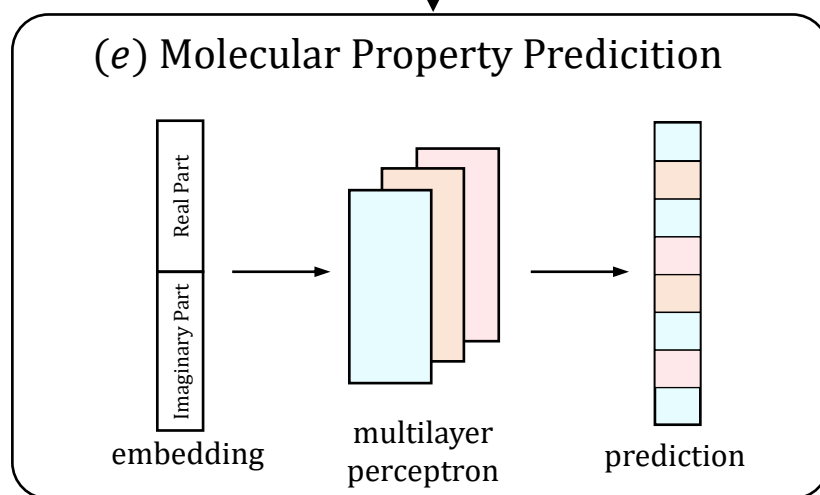 (e) Molecular Property Predicition
Real Part
Imaginary Part
embedding
multilayer
perceptron
prediction